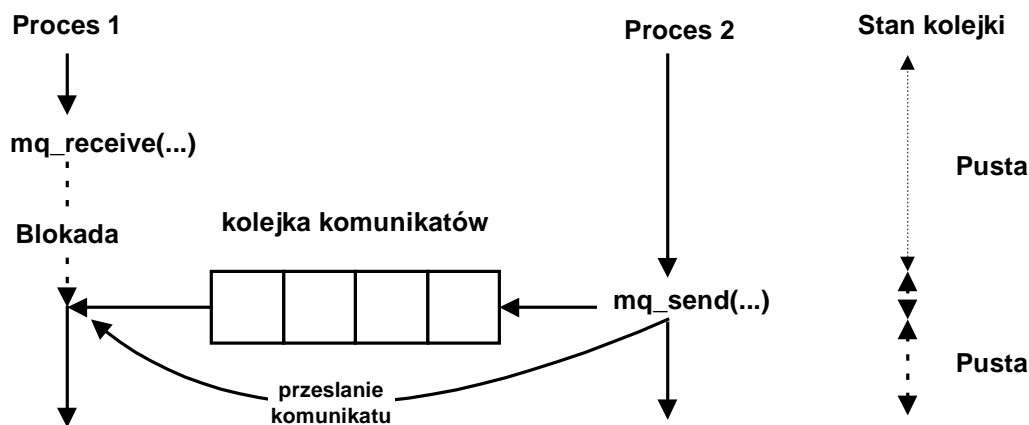 Proces 1
Proces 2
Stan kolejki
mq_receive(...)
Pusta
Blokada
kolejka komunikatów
mq_send(...)
Pusta
przeslanie
komunikatu